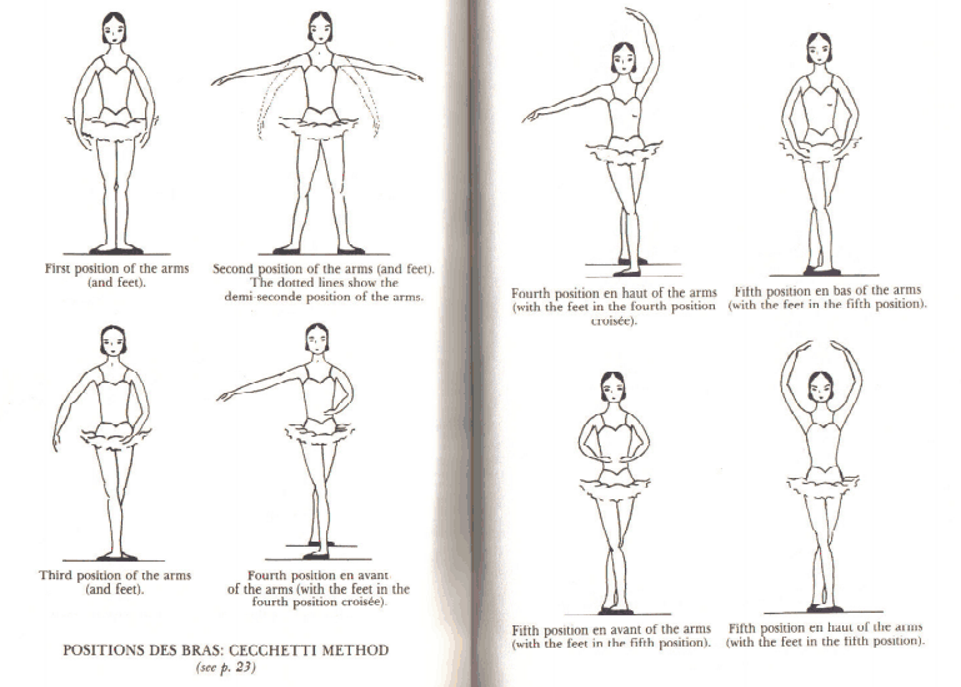 First position of the arms
(and feet).
Second position of the arms (and feet).
The dotted lines show the
demi-seconde position of the arms.
Third position of the arms
(and feet).
Fourth position en avant
of the arms (with the feet in the
fourth position croisée).
POSITIONS DES BRAS: CECCHETTI METHOD
(see p. 23)
Fourth position en haut of the arms
(with the feet in the fourth position
croisée).
Fifth position en bas of the arms
(with the feet in the fifth position).
Fifth position en avant of the arms
(with the feet in the fifth position).
Fifth position en haut of the arms
(with the feet in the fifth position).